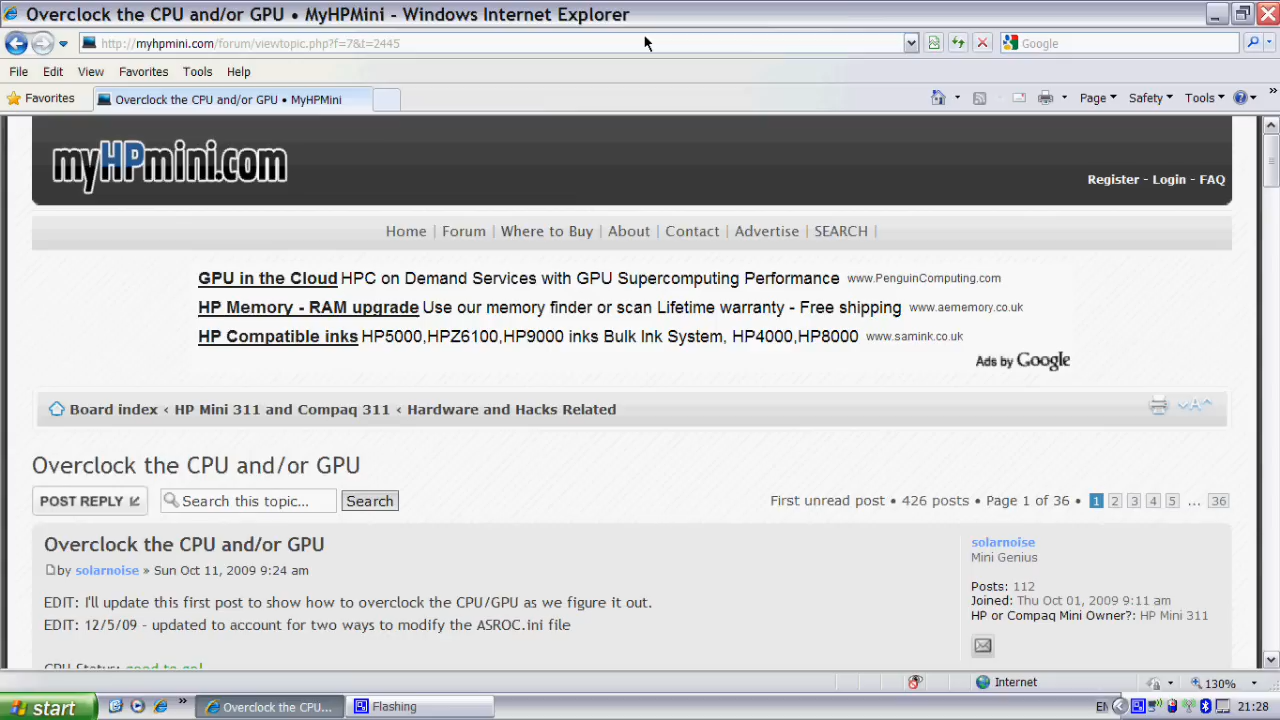 Overclock the CPU and/or GPU • MyHPMini - Windows Internet Explorer
http://myhpmini.com/forum/viewtopic.php?f=7&t=2445
Google
File Edit View Favorites Tools Help
Favorites
Overclock the CPU and/or GPU • MyHPMini
Page Safety Tools
myHPmini.com
Register - Login - FAQ
Home | Forum | Where to Buy | About | Contact | Advertise | SEARCH |
GPU in the Cloud HPC on Demand Services with GPU Supercomputing Performance www.PenguinComputing.com
HP Memory - RAM upgrade Use our memory finder or scan Lifetime warranty - Free shipping www.aememory.co.uk
HP Compatible inks HP5000,HPZ6100,HP9000 inks Bulk Ink System, HP4000,HP8000 www.samink.co.uk
Ads by Google
Board index ‹ HP Mini 311 and Compaq 311 ‹ Hardware and Hacks Related
Overclock the CPU and/or GPU
POST REPLY
Search this topic...
Search
First unread post • 426 posts • Page 1 of 36 • 1 2 3 4 5 ... 36
Overclock the CPU and/or GPU
by solarnoise » Sun Oct 11, 2009 9:24 am
EDIT: I'll update this first post to show how to overclock the CPU/GPU as we figure it out.
EDIT: 12/5/09 - updated to account for two ways to modify the ASROC.ini file
CPU Status: good to go!
solarnoise
Mini Genius
Posts: 112
Joined: Thu Oct 01, 2009 9:11 am
HP or Compaq Mini Owner?: HP Mini 311
Internet
130%
start
Overclock the CPU...
Flashing
EN
21:28